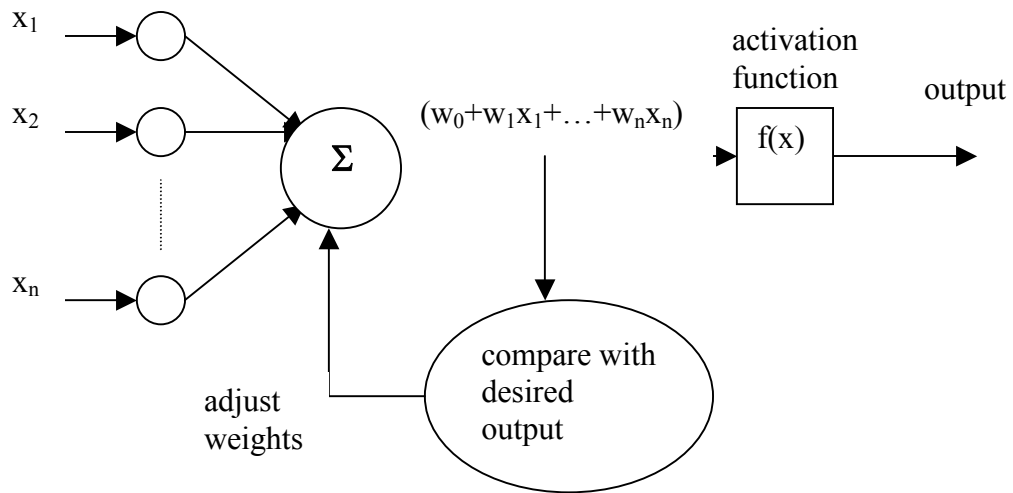 x₁
x₂
xₙ
Σ
(w₀+w₁x₁+…+wₙxₙ)
activation
function
f(x)
output
compare with
desired
output
adjust
weights